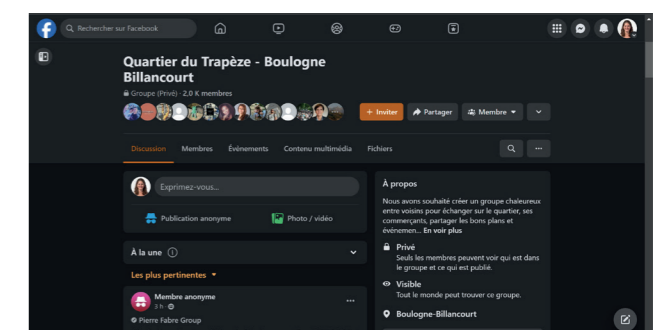 Rechercher sur Facebook
Quartier du Trapèze - Boulogne
Billancourt
Groupe (Privé) · 2,0 K membres
+ Inviter
Partager
Membre
Discussion
Membres
Évènements
Contenu multimédia
Fichiers
Exprimez-vous...
Publication anonyme
Photo / vidéo
À la une
Les plus pertinentes
Membre anonyme
3 h
Pierre Fabre Group
À propos
Nous avons souhaité créer un groupe chaleureux
entre voisins pour échanger sur le quartier, ses
commerçants, partager les bons plans et
événemen... En voir plus
Privé
Seuls les membres peuvent voir qui est dans
le groupe et ce qui est publié.
Visible
Tout le monde peut trouver ce groupe.
Boulogne-Billancourt